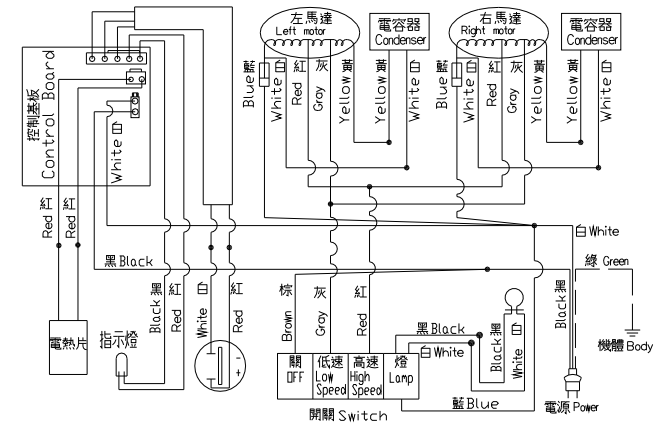 左馬達
Left motor
電容器
Condenser
右馬達
Right motor
電容器
Condenser
藍
Blue
白
White
紅
Red
灰
Gray
黃
Yellow
黃
Yellow
白
White
藍
Blue
白
White
紅
Red
灰
Gray
黃
Yellow
黃
Yellow
白
White
控制基板
Control Board
白
White
紅
Red
紅
Red
黑 Black
白 White
綠 Green
黑
Black
紅
Red
白
White
紅
Red
棕
Brown
灰
Gray
紅
Red
黑 Black
白 White
黑
Black
白
White
黑
Black
電熱片
指示燈
- +
關
OFF
低速
Low
Speed
高速
High
Speed
燈
Lamp
開關 Switch
藍 Blue
機體 Body
電源 Power